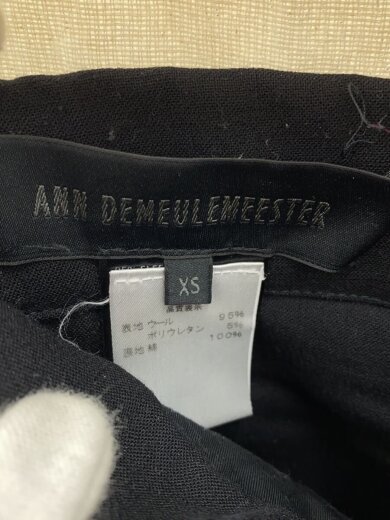 ANN DEMEULEMEESTER
XS
品質表示
表地 ウール 95%
ポリウレタン 5%
裏地 綿 100%